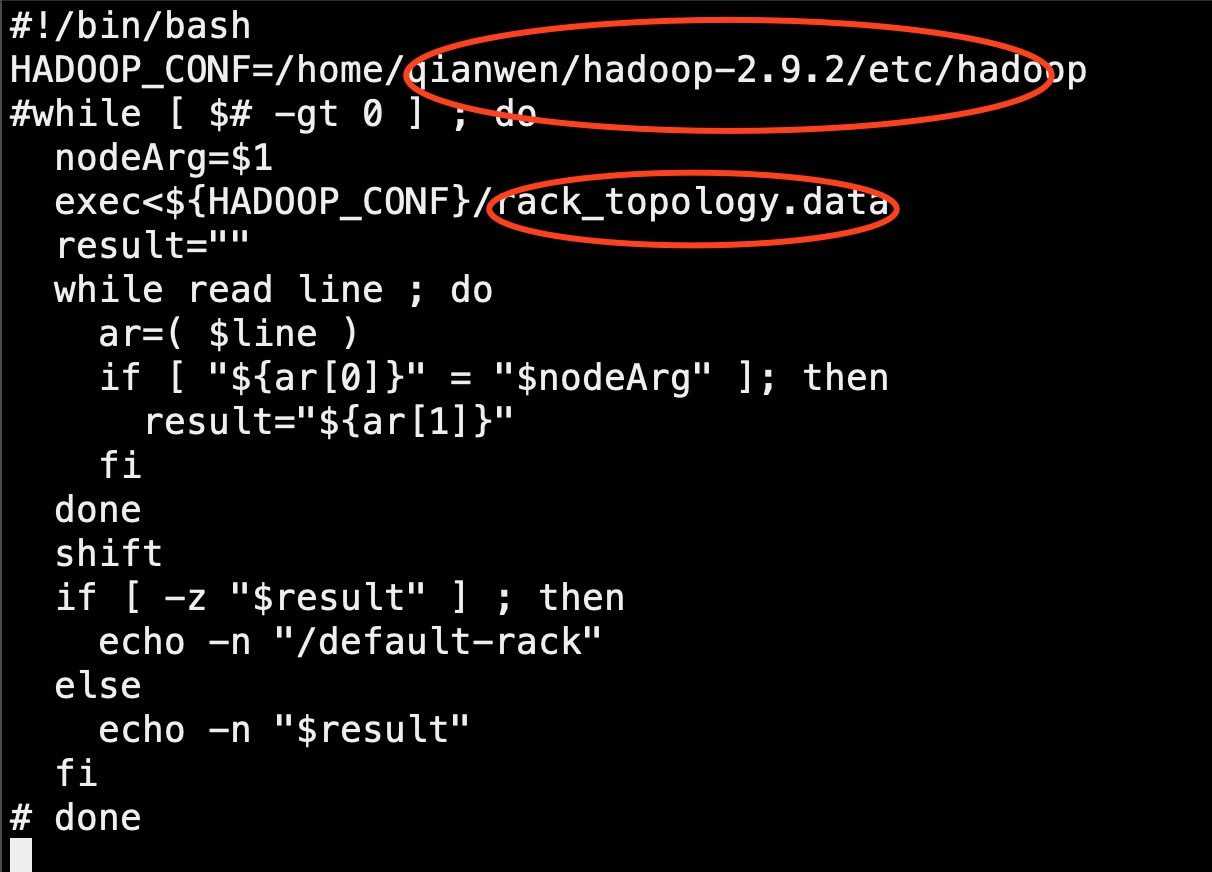 #!/bin/bash
HADOOP_CONF=/home/qianwen/hadoop-2.9.2/etc/hadoop
#while [ $# -gt 0 ] ; do
  nodeArg=$1
  exec<${HADOOP_CONF}/rack_topology.data
  result=""
  while read line ; do
    ar=( $line )
    if [ "${ar[0]}" = "$nodeArg" ]; then
      result="${ar[1]}"
    fi
  done
  shift
  if [ -z "$result" ] ; then
    echo -n "/default-rack"
  else
    echo -n "$result"
  fi
# done